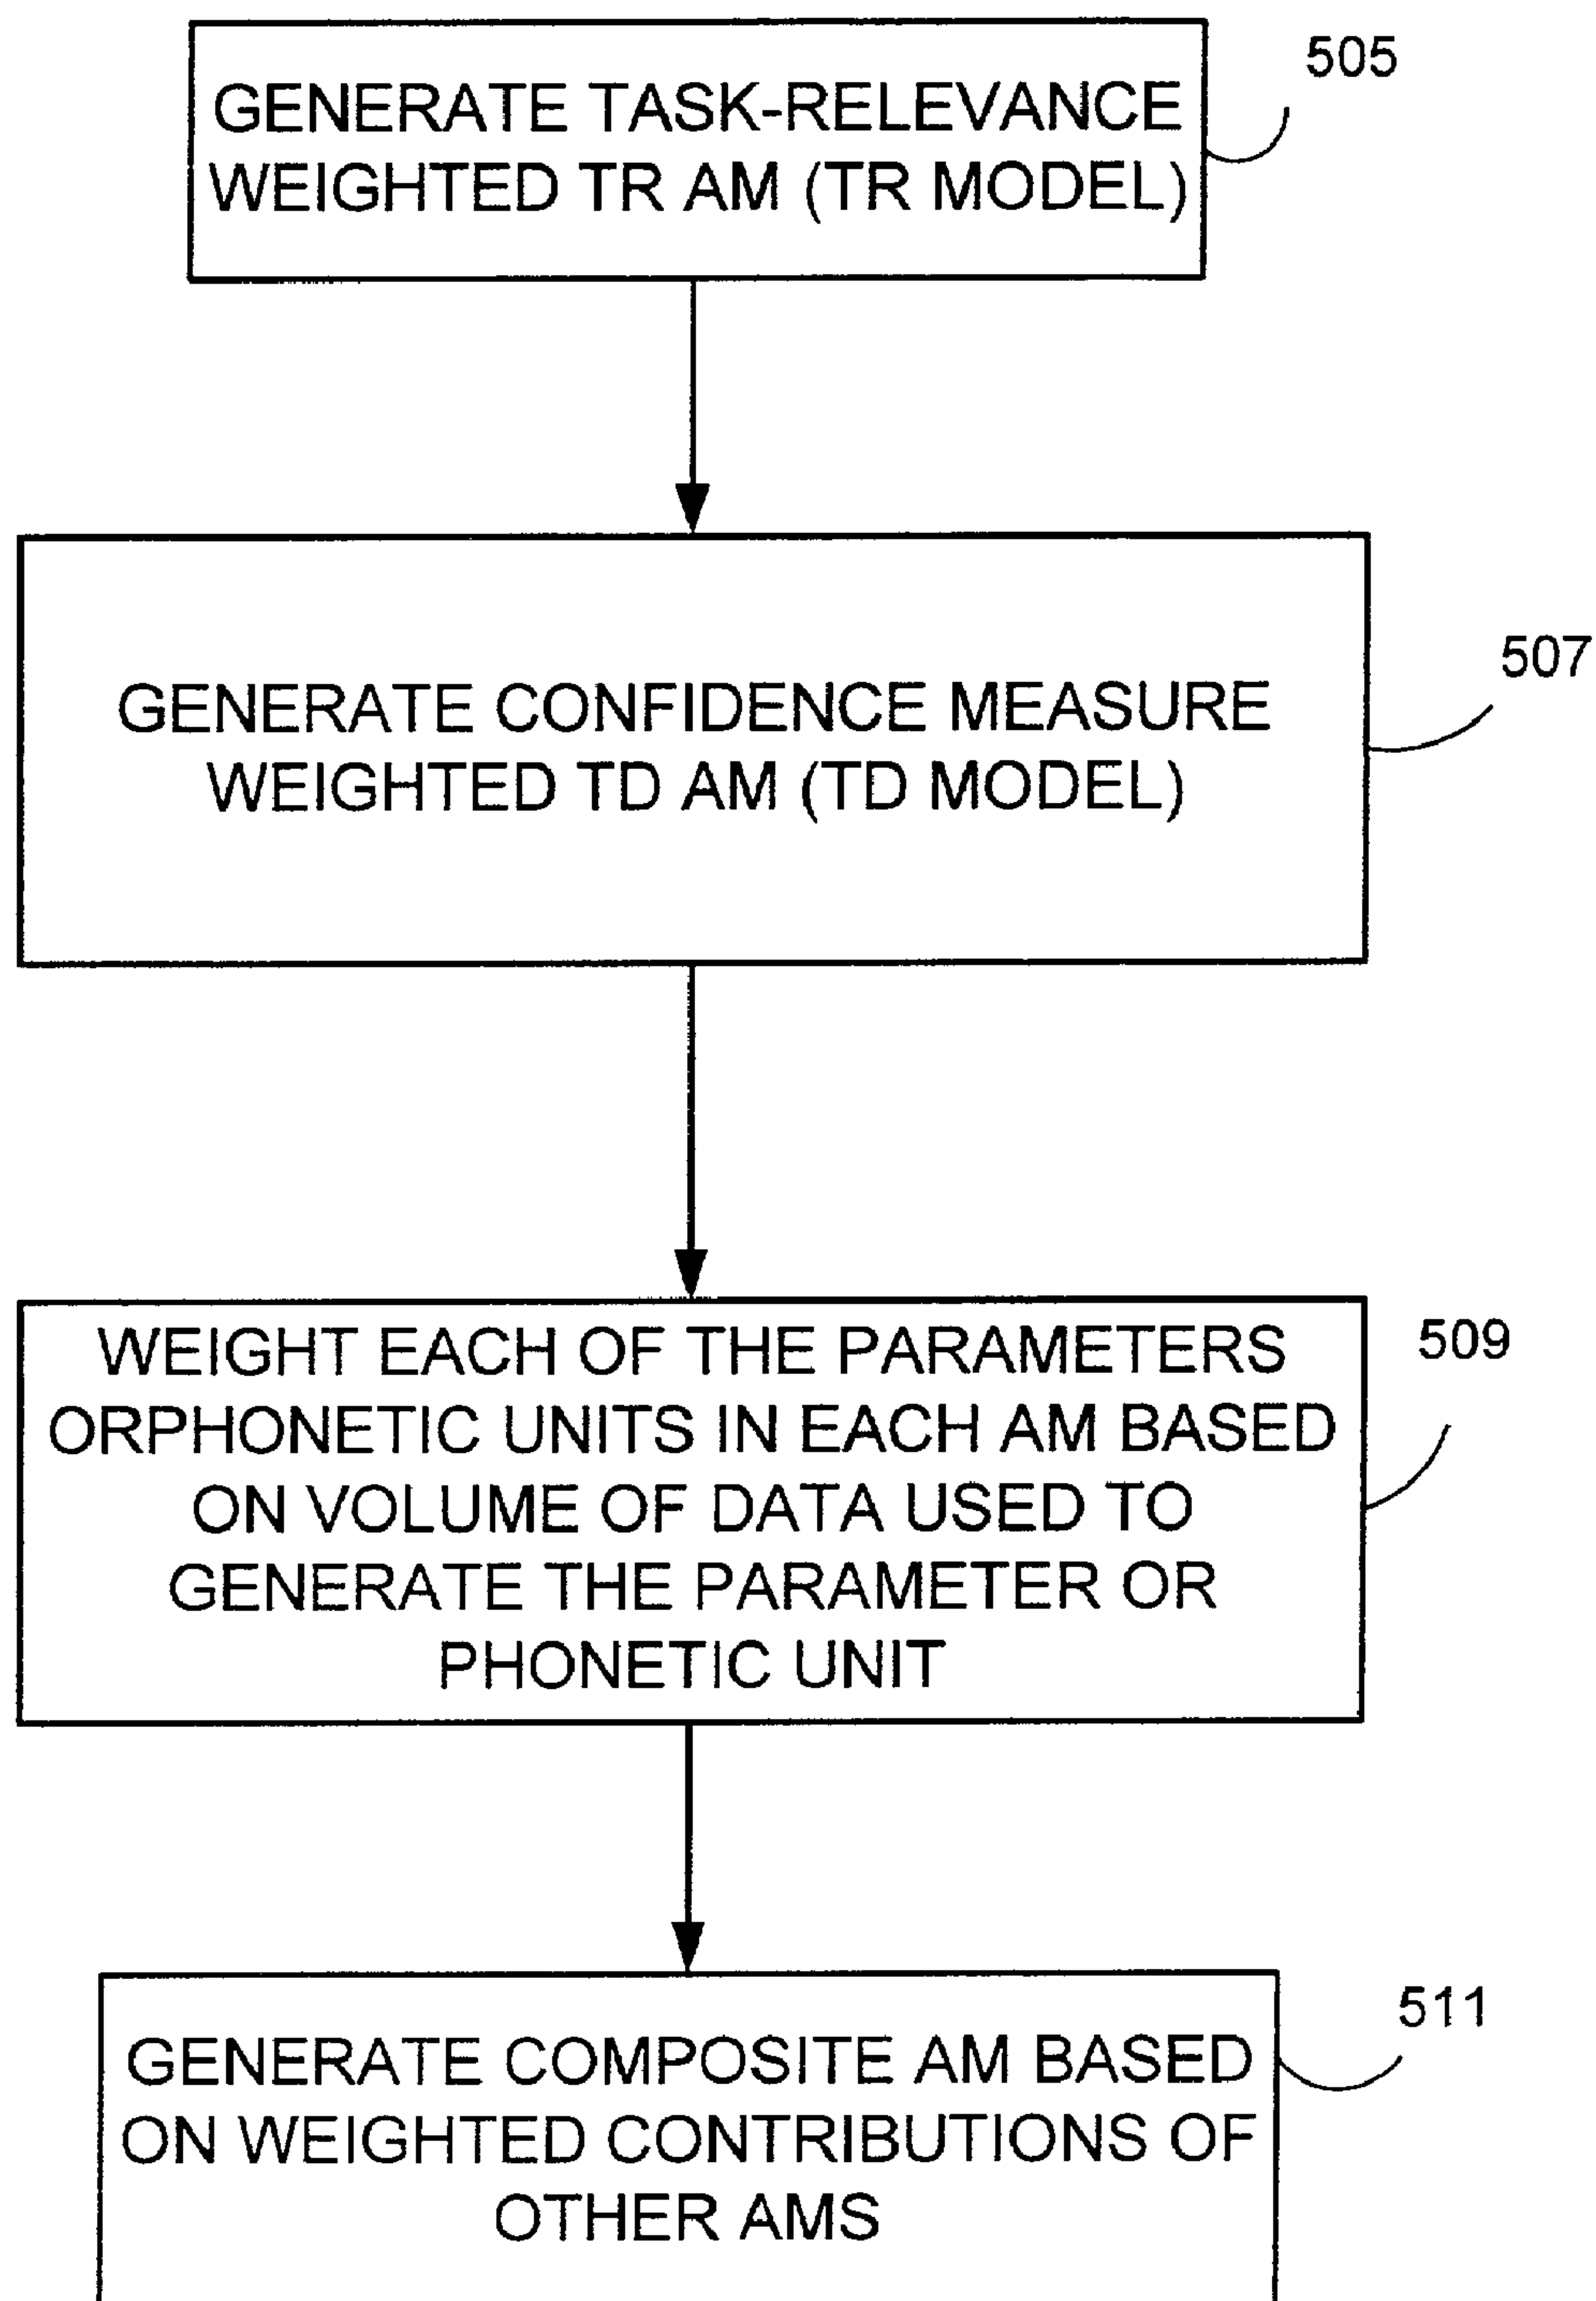 505
GENERATE TASK-RELEVANCE
WEIGHTED TR AM (TR MODEL)
507
GENERATE CONFIDENCE MEASURE
WEIGHTED TD AM (TD MODEL)
509
WEIGHT EACH OF THE PARAMETERS
ORPHONETIC UNITS IN EACH AM BASED
ON VOLUME OF DATA USED TO
GENERATE THE PARAMETER OR
PHONETIC UNIT
511
GENERATE COMPOSITE AM BASED
ON WEIGHTED CONTRIBUTIONS OF
OTHER AMS